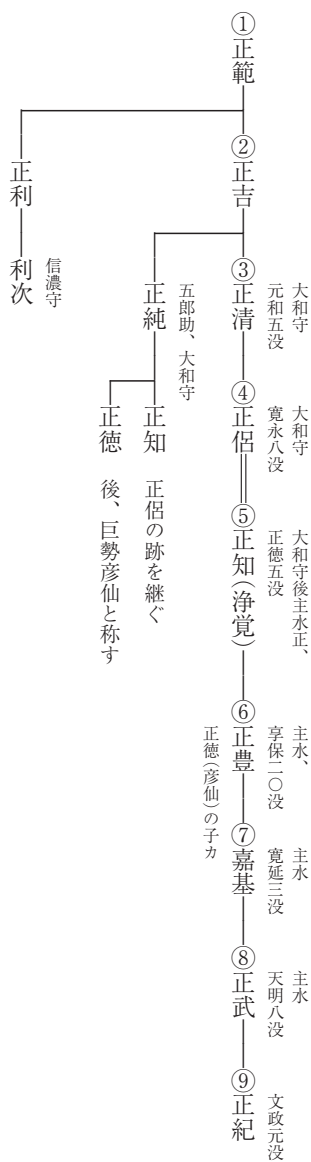 ①正範
②正吉
大和守
元和五没
③正清
大和守
寛永八没
④正侶
大和守後主水正、
正徳五没
⑤正知(浄覚)
主水、
享保二〇没
⑥正豊
正徳(彦仙)の子カ
主水
寛延三没
⑦嘉基
主水
天明八没
⑧正武
文政元没
⑨正紀
五郎助、大和守
正純
正知 正侶の跡を継ぐ
正徳 後、巨勢彦仙と称す
正利
信濃守
利次